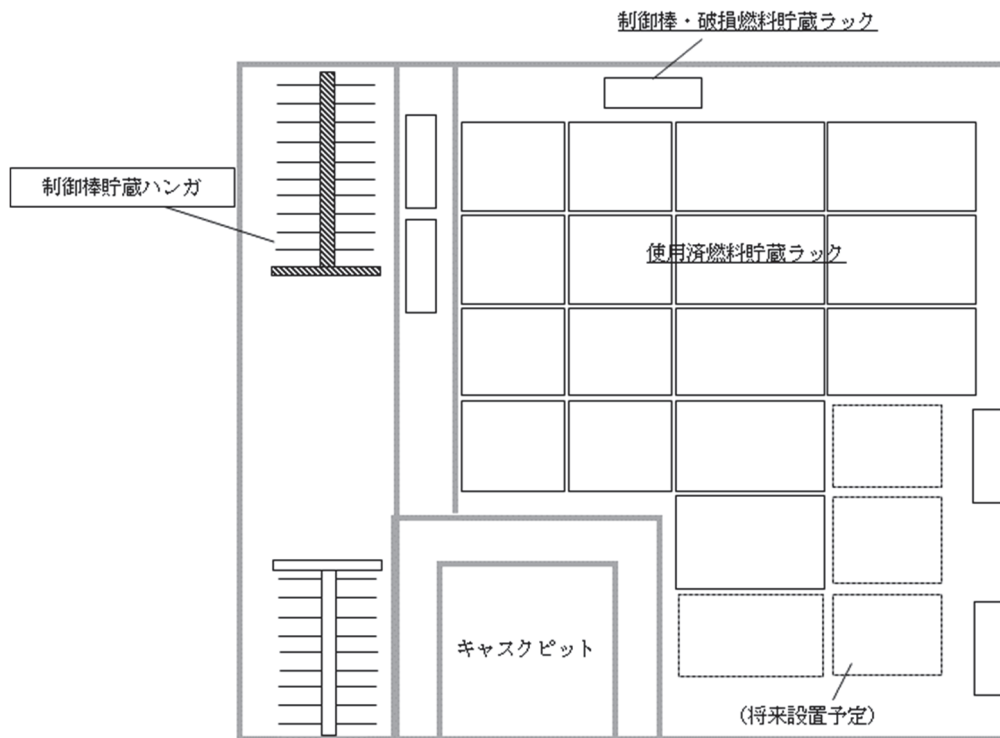 制御棒・破損燃料貯蔵ラック
制御棒貯蔵ハンガ
使用済燃料貯蔵ラック
キャスクピット
(将来設置予定)